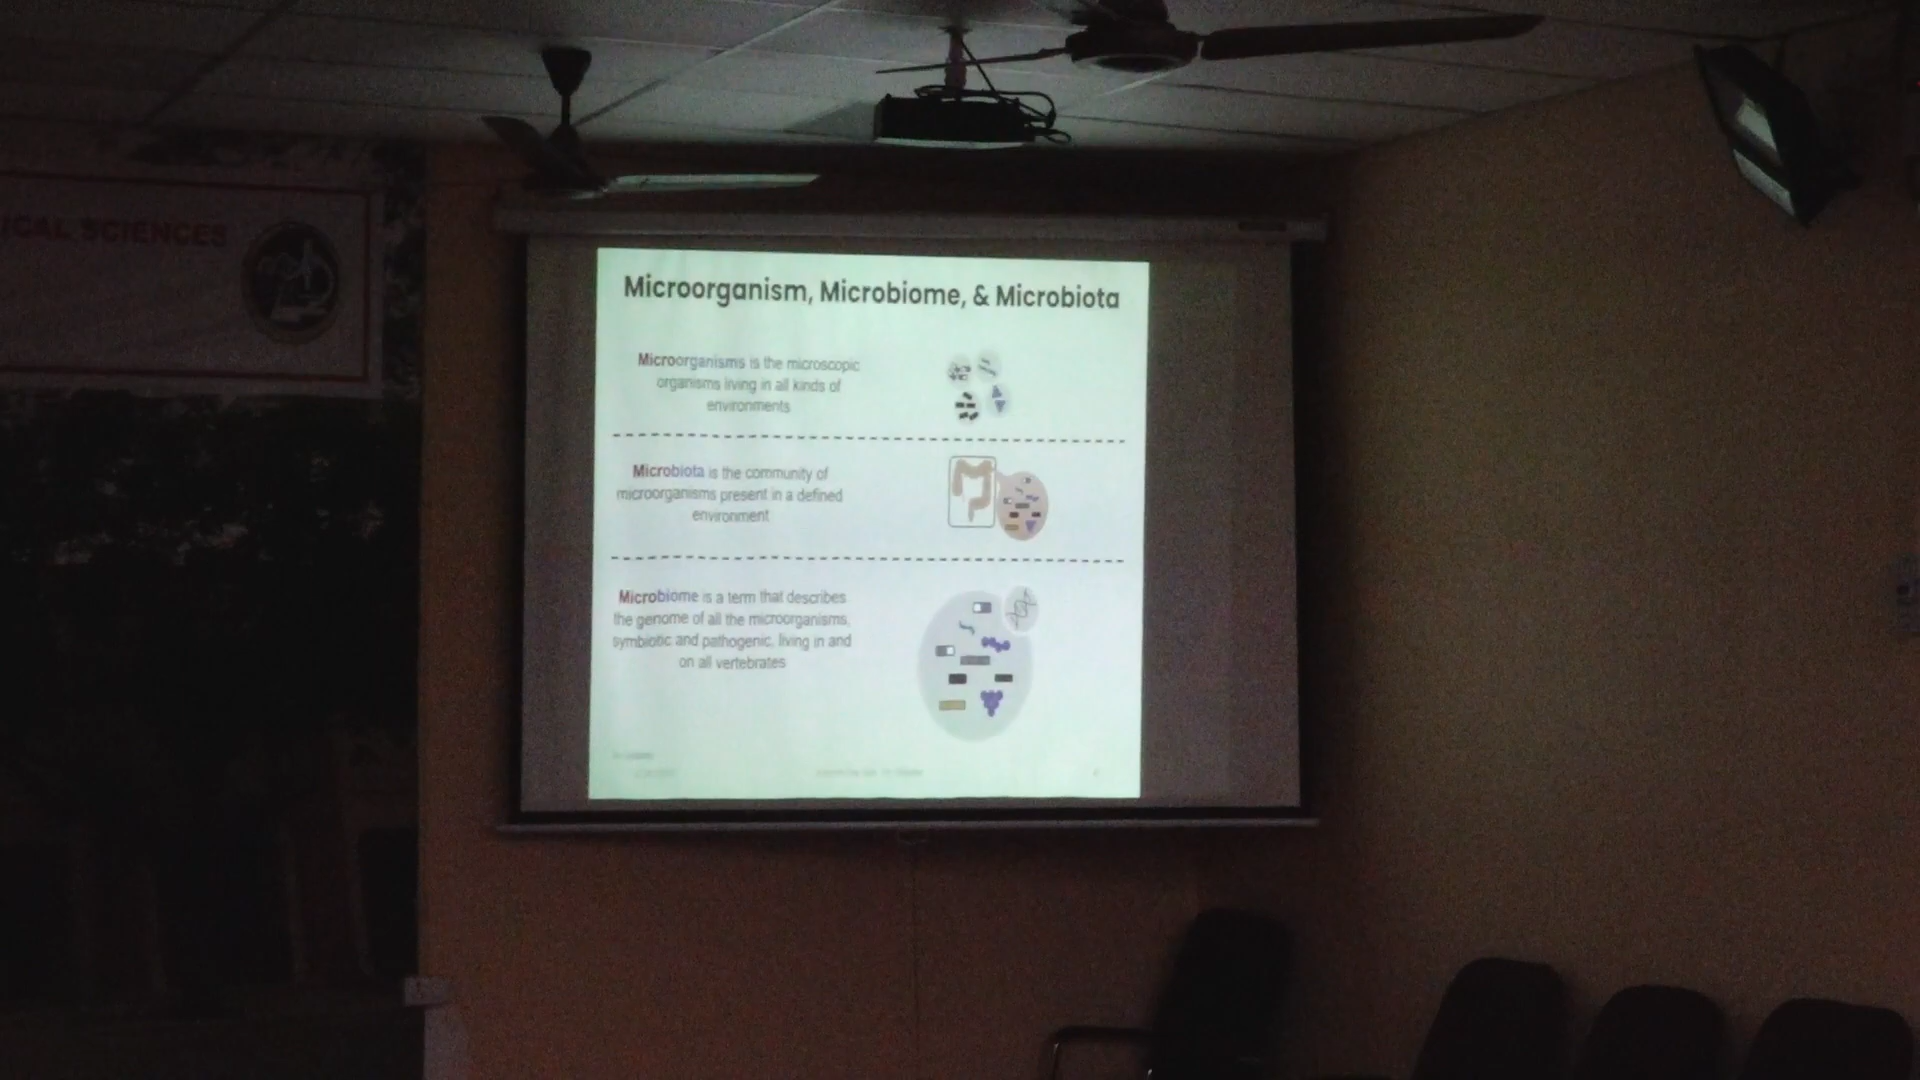 ICAL SCIENCES
Microorganism, Microbiome, & Microbiota
Microorganisms is the microscopic
organisms living in all kinds of
environments
Microbiota is the community of
microorganisms present in a defined
environment
Microbiome is a term that describes
the genome of all the microorganisms,
symbiotic and pathogenic, living in and
on all vertebrates